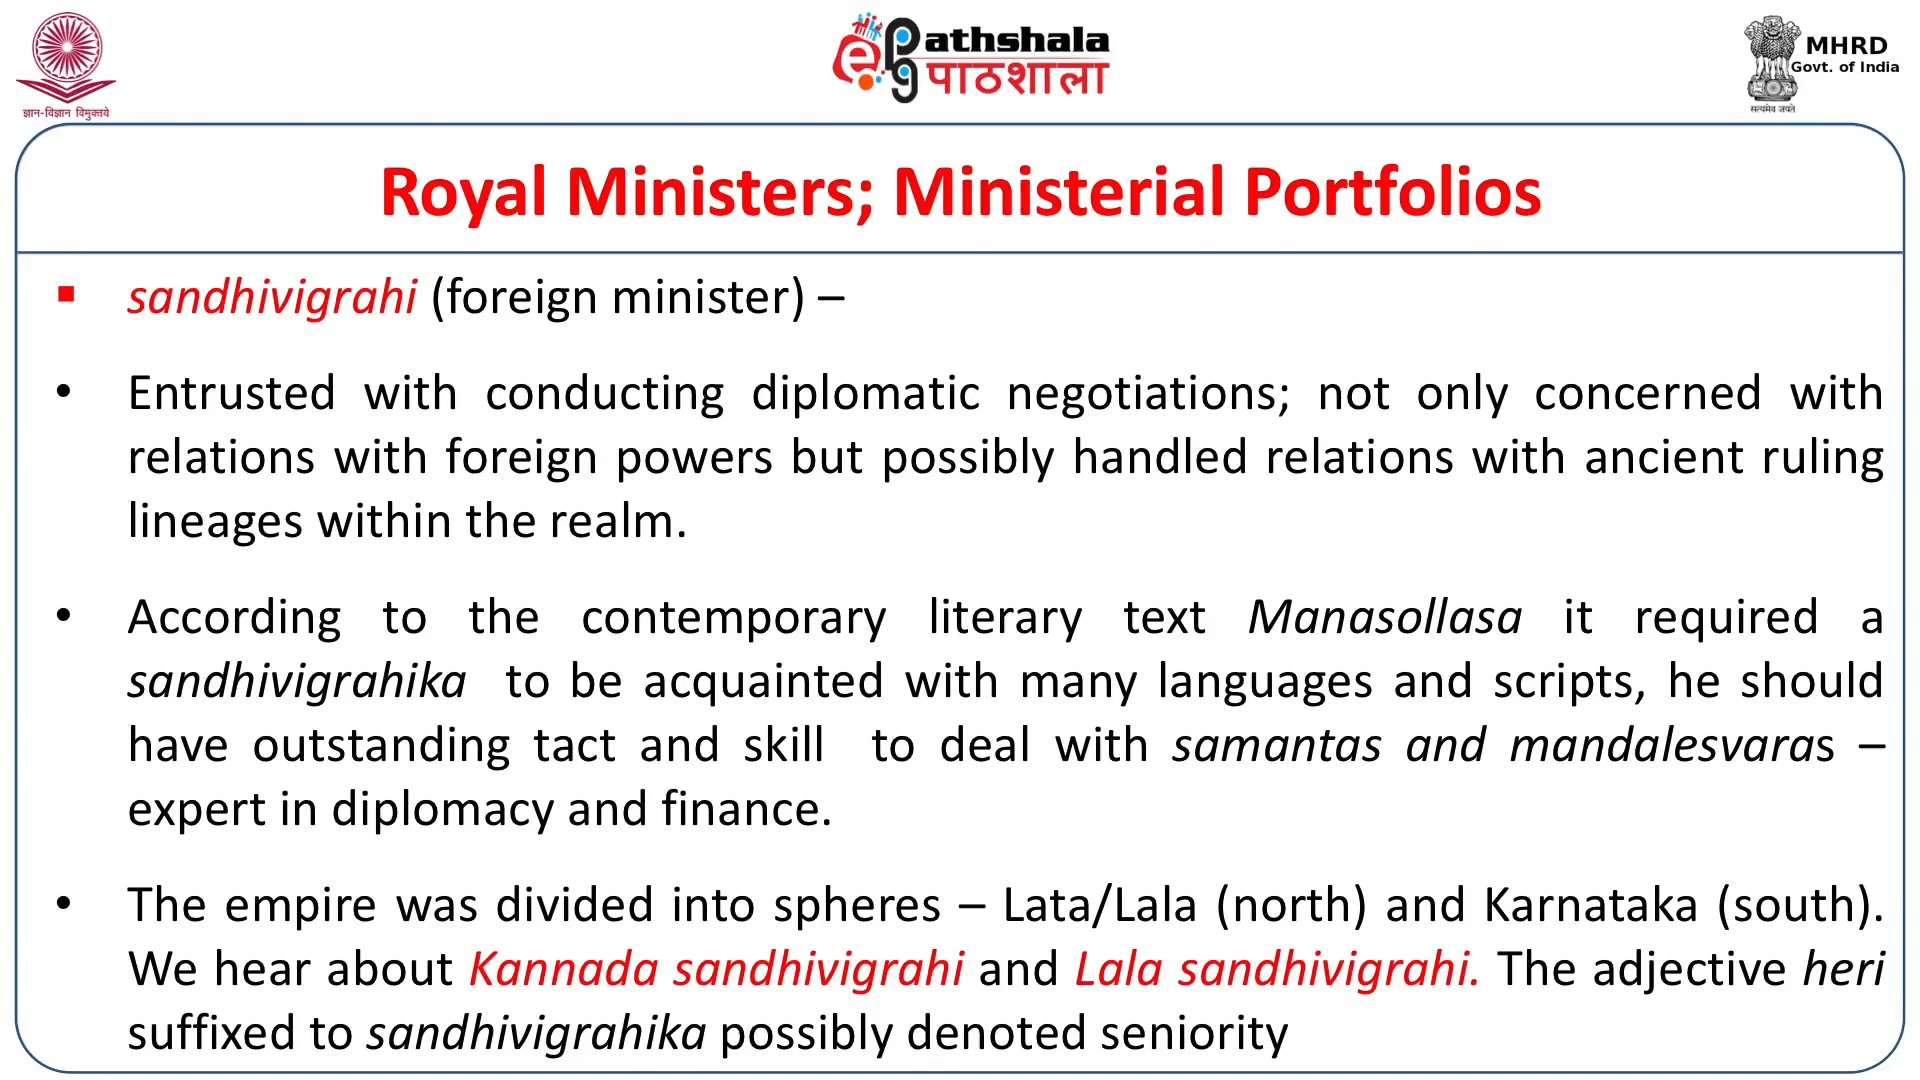 ज्ञान-विज्ञान विमुक्तये
ePathshala
पाठशाला
MHRD
Govt. of India
सत्यमेव जयते
Royal Ministers; Ministerial Portfolios
▪ sandhivigrahi (foreign minister) –
• Entrusted with conducting diplomatic negotiations; not only concerned with
relations with foreign powers but possibly handled relations with ancient ruling
lineages within the realm.
• According to the contemporary literary text Manasollasa it required a
sandhivigrahika to be acquainted with many languages and scripts, he should
have outstanding tact and skill to deal with samantas and mandalesvaras –
expert in diplomacy and finance.
• The empire was divided into spheres – Lata/Lala (north) and Karnataka (south).
We hear about Kannada sandhivigrahi and Lala sandhivigrahi. The adjective heri
suffixed to sandhivigrahika possibly denoted seniority